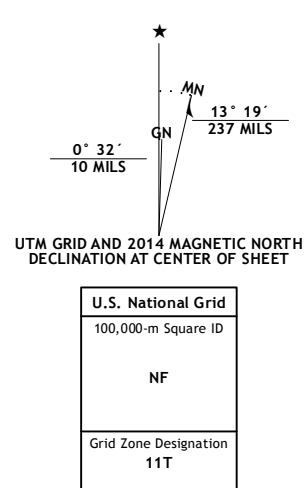 ★
MN
GN
13° 19´
237 MILS
0° 32´
10 MILS
UTM GRID AND 2014 MAGNETIC NORTH
DECLINATION AT CENTER OF SHEET
U.S. National Grid
100,000-m Square ID
NF
Grid Zone Designation
11T